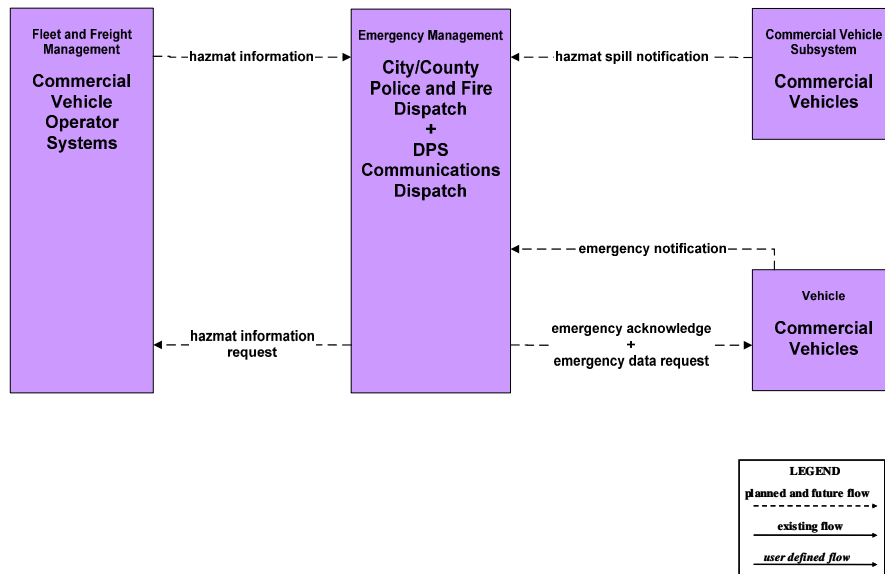 Fleet and Freight
Management
Commercial
Vehicle
Operator
Systems
hazmat information
Emergency Management
City/County
Police and Fire
Dispatch
+
DPS
Communications
Dispatch
hazmat spill notification
Commercial Vehicle
Subsystem
Commercial
Vehicles
emergency notification
Vehicle
Commercial
Vehicles
hazmat information
request
emergency acknowledge
+
emergency data request
LEGEND
planned and future flow
existing flow
user defined flow